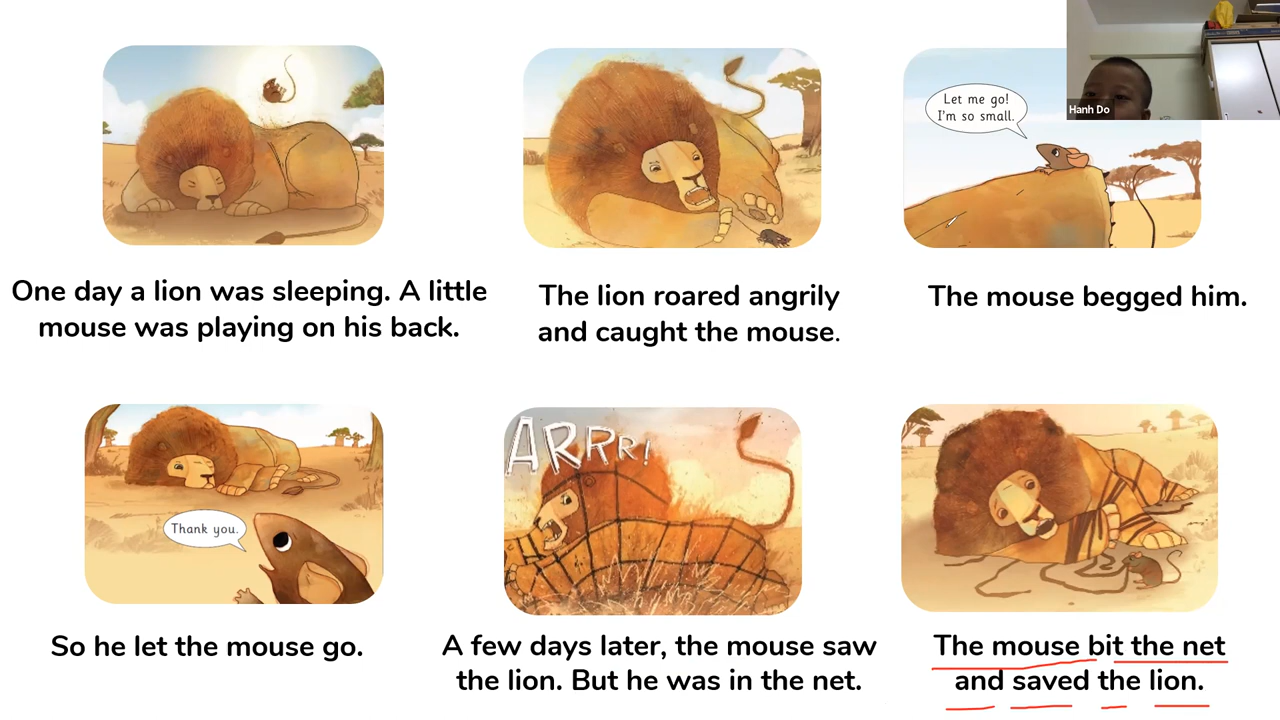 Let me go!
I'm so small.
Hanh Do
One day a lion was sleeping. A little
mouse was playing on his back.
The lion roared angrily
and caught the mouse.
The mouse begged him.
Thank you.
ARRR!
So he let the mouse go.
A few days later, the mouse saw
the lion. But he was in the net.
The mouse bit the net
and saved the lion.